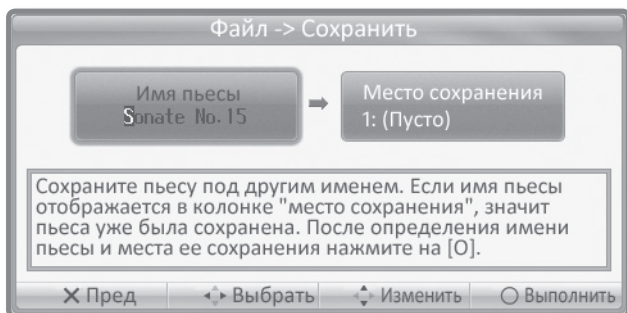 Файл -> Сохранить
Имя пьесы
Sonate No.15
➡
Место сохранения
1: (Пусто)
Сохраните пьесу под другим именем. Если имя пьесы
отображается в колонке "место сохранения", значит
пьеса уже была сохранена. После определения имени
пьесы и места ее сохранения нажмите на [O].
✕ Пред Выбрать Изменить ○ Выполнить